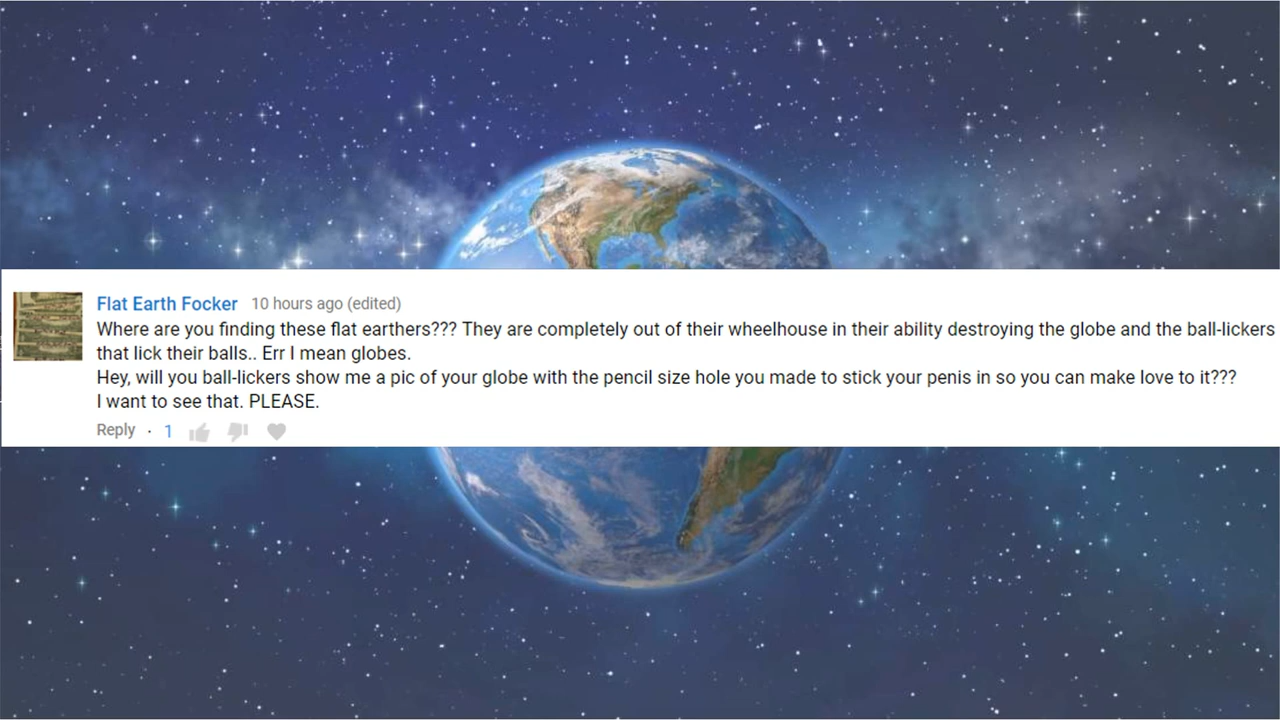 Flat Earth Focker 10 hours ago (edited)
Where are you finding these flat earthers??? They are completely out of their wheelhouse in their ability destroying the globe and the ball-lickers
that lick their balls.. Err I mean globes.
Hey, will you ball-lickers show me a pic of your globe with the pencil size hole you made to stick your penis in so you can make love to it???
I want to see that. PLEASE.
Reply · 1